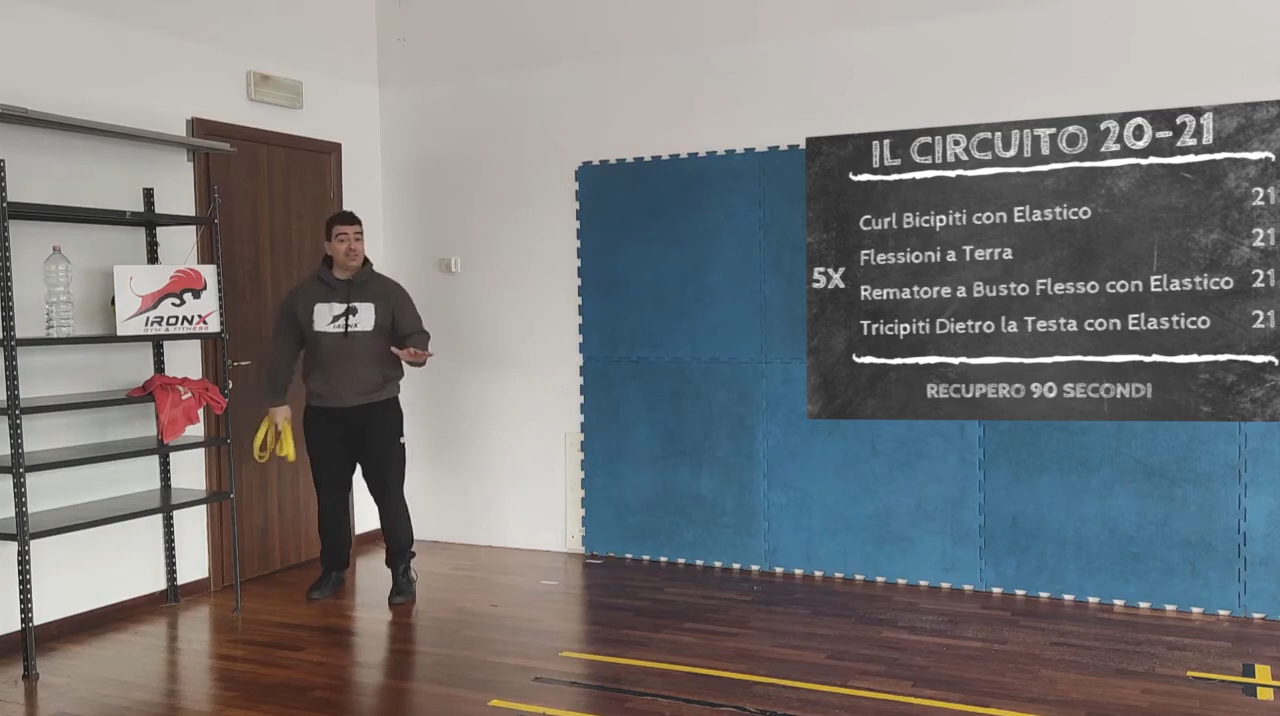 IL CIRCUITO 20-21
Curl Bicipiti con Elastico 21
Flessioni a Terra 21
5X
Rematore a Busto Flesso con Elastico 21
Tricipiti Dietro la Testa con Elastico 21
RECUPERO 90 SECONDI
IRONX
GYM & FITNESS
IRONX